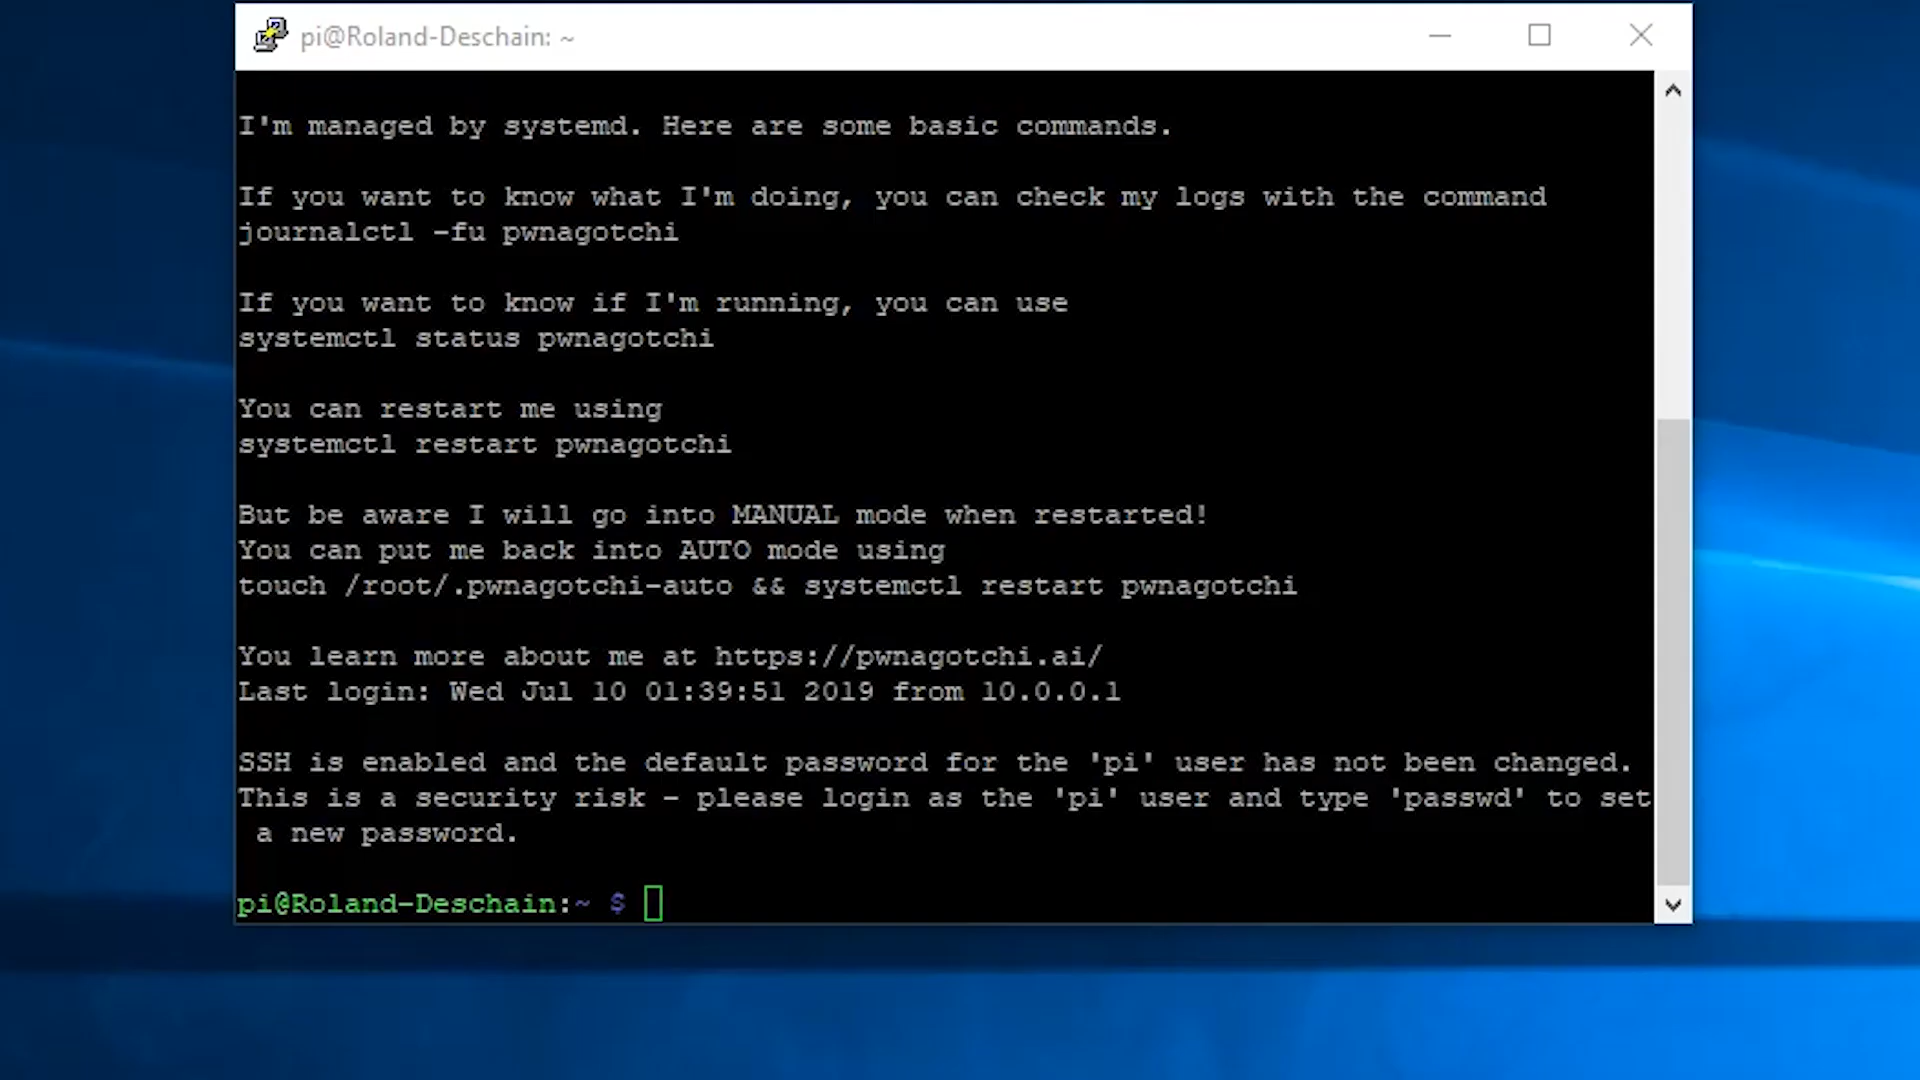 pi@Roland-Deschain: ~
I'm managed by systemd. Here are some basic commands.
If you want to know what I'm doing, you can check my logs with the command
journalctl -fu pwnagotchi
If you want to know if I'm running, you can use
systemctl status pwnagotchi
You can restart me using
systemctl restart pwnagotchi
But be aware I will go into MANUAL mode when restarted!
You can put me back into AUTO mode using
touch /root/.pwnagotchi-auto && systemctl restart pwnagotchi
You learn more about me at https://pwnagotchi.ai/
Last login: Wed Jul 10 01:39:51 2019 from 10.0.0.1
SSH is enabled and the default password for the 'pi' user has not been changed.
This is a security risk - please login as the 'pi' user and type 'passwd' to set
a new password.
pi@Roland-Deschain:~ $